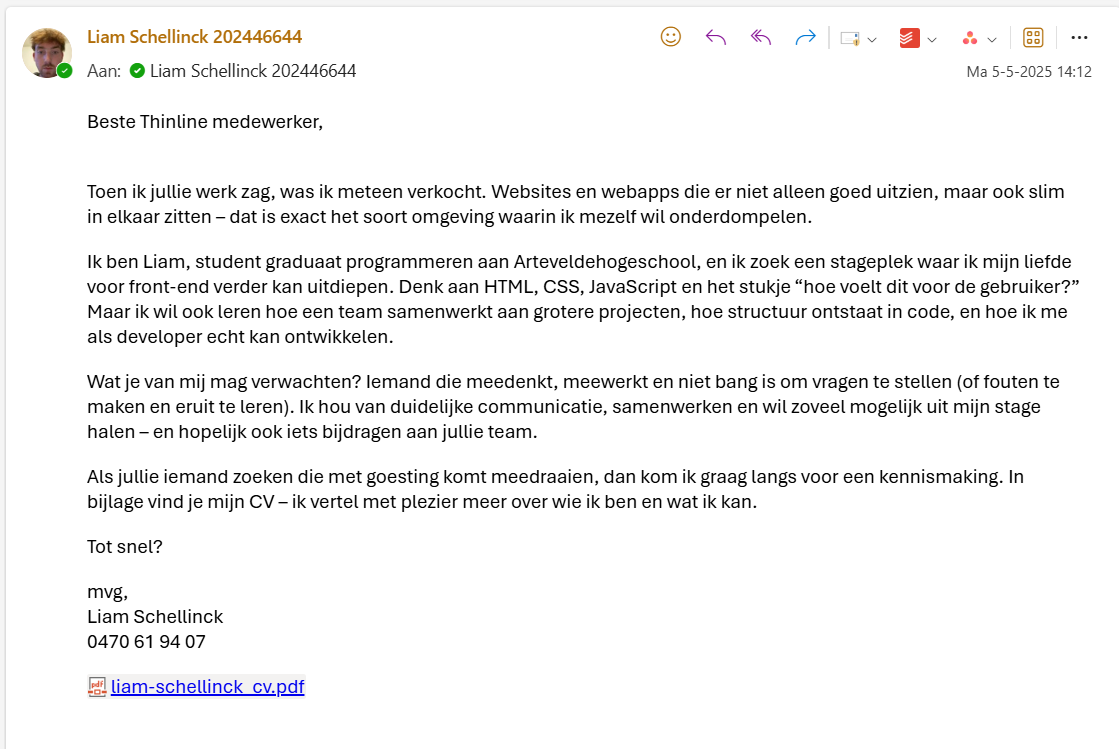 Liam Schellinck 202446644
Aan: Liam Schellinck 202446644
Ma 5-5-2025 14:12
Beste Thinline medewerker,
Toen ik jullie werk zag, was ik meteen verkocht. Websites en webapps die er niet alleen goed uitzien, maar ook slim
in elkaar zitten – dat is exact het soort omgeving waarin ik mezelf wil onderdompelen.
Ik ben Liam, student graduaat programmeren aan Arteveldehogeschool, en ik zoek een stageplek waar ik mijn liefde
voor front-end verder kan uitdiepen. Denk aan HTML, CSS, JavaScript en het stukje “hoe voelt dit voor de gebruiker?”
Maar ik wil ook leren hoe een team samenwerkt aan grotere projecten, hoe structuur ontstaat in code, en hoe ik me
als developer echt kan ontwikkelen.
Wat je van mij mag verwachten? Iemand die meedenkt, meewerkt en niet bang is om vragen te stellen (of fouten te
maken en eruit te leren). Ik hou van duidelijke communicatie, samenwerken en wil zoveel mogelijk uit mijn stage
halen – en hopelijk ook iets bijdragen aan jullie team.
Als jullie iemand zoeken die met goesting komt meedraaien, dan kom ik graag langs voor een kennismaking. In
bijlage vind je mijn CV – ik vertel met plezier meer over wie ik ben en wat ik kan.
Tot snel?
mvg,
Liam Schellinck
0470 61 94 07
pdf liam-schellinck_cv.pdf